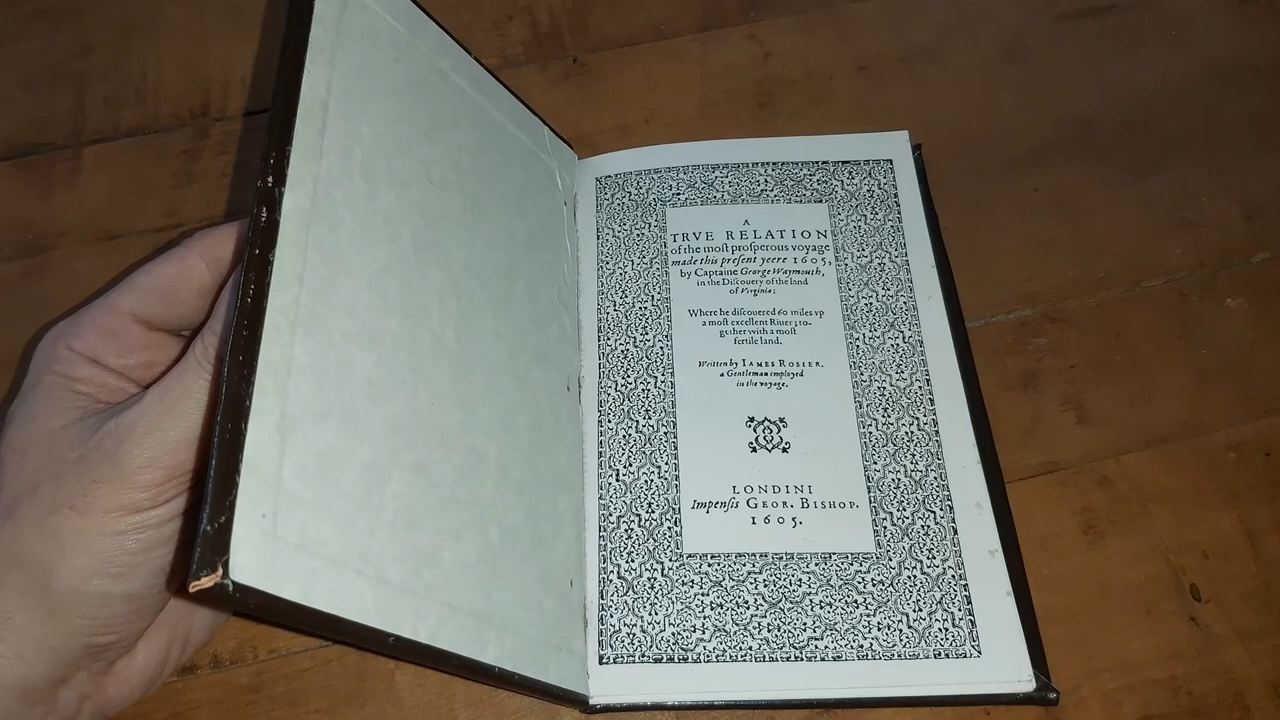 A
TRVE RELATION
of the moſt proſperous voyage
made this preſent yeere 1605,
by Captaine George Waymouth,
in the Diſcouery of the land
of Virginia:
Where he diſcouered 60 miles vp
a moſt excellent Riuer; to-
gether with a moſt
fertile land.
Written by IAMES ROSIER.
a Gentleman employed
in the voyage.
LONDINI
Impenſis GEOR. BISHOP.
1605.